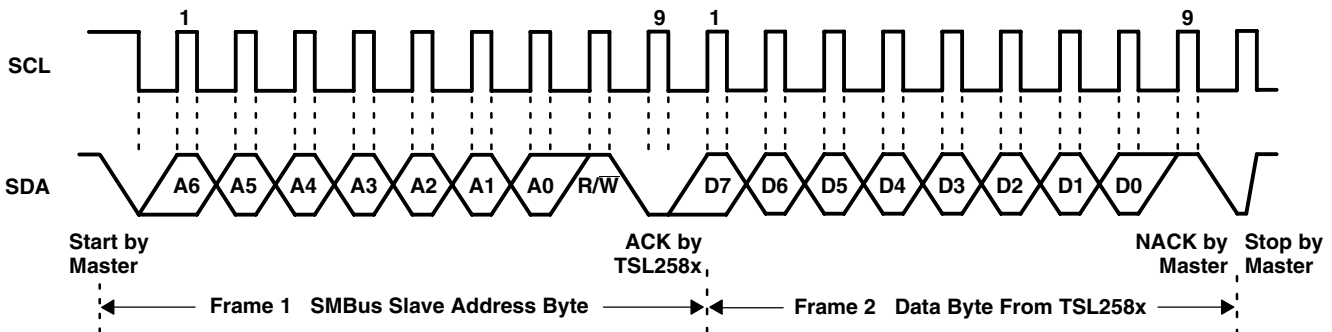 1 9 1 9
SCL
SDA A6 A5 A4 A3 A2 A1 A0 R/W̅ D7 D6 D5 D4 D3 D2 D1 D0
Start by Master
ACK by TSL258x
NACK by Master
Stop by Master
Frame 1 SMBus Slave Address Byte
Frame 2 Data Byte From TSL258x